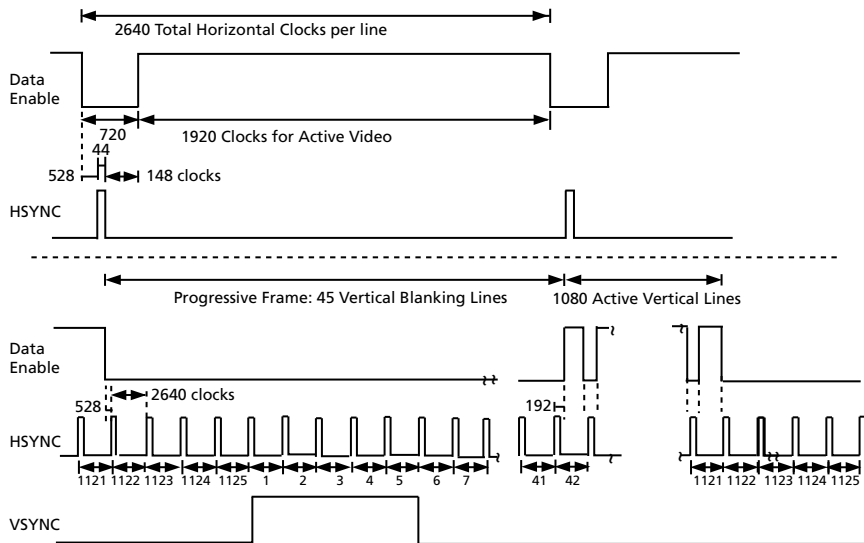 2640 Total Horizontal Clocks per line
Data
Enable
720
1920 Clocks for Active Video
44
528
148 clocks
HSYNC
Progressive Frame: 45 Vertical Blanking Lines
1080 Active Vertical Lines
Data
Enable
2640 clocks
528
192
HSYNC
1121 1122 1123 1124 1125 1 2 3 4 5 6 7 41 42 1121 1122 1123 1124 1125
VSYNC